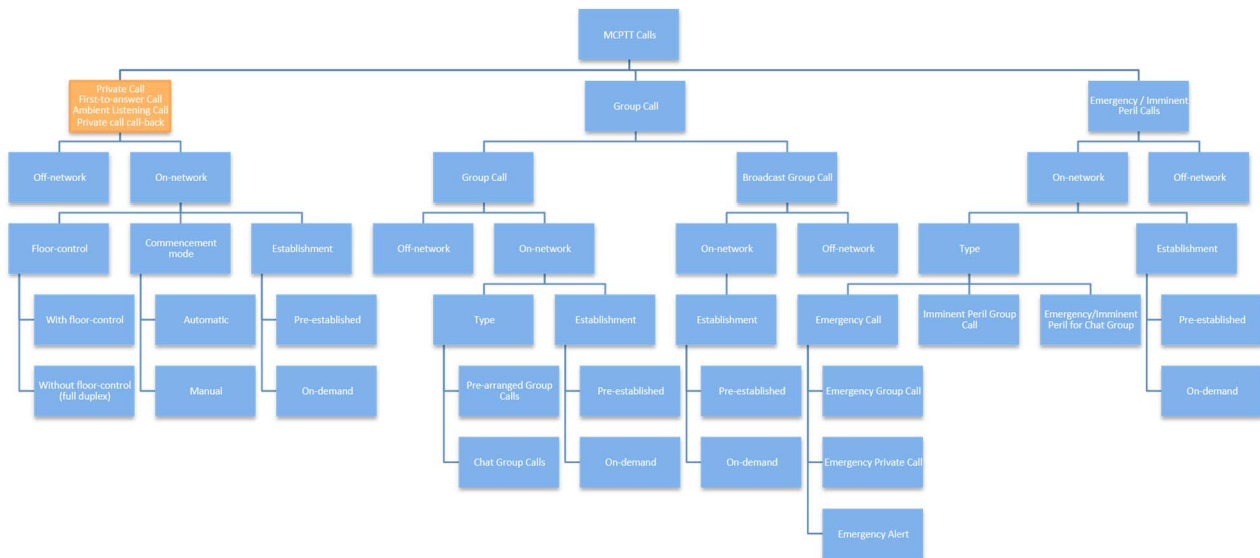 MCPTT Calls
Private Call
First-to-answer Call
Ambient Listening Call
Private call call-back
Group Call
Emergency / Imminent
Peril Calls
Off-network
On-network
Group Call
Broadcast Group Call
On-network
Off-network
Floor-control
Commencement
mode
Establishment
Off-network
On-network
On-network
Off-network
Type
Establishment
With floor-control
Automatic
Pre-established
Type
Establishment
Establishment
Emergency Call
Imminent Peril Group
Call
Emergency/Imminent
Peril for Chat Group
Pre-established
Without floor-control
(full duplex)
Manual
On-demand
Pre-arranged Group
Calls
Pre-established
Pre-established
Emergency Group Call
On-demand
Chat Group Calls
On-demand
On-demand
Emergency Private Call
Emergency Alert